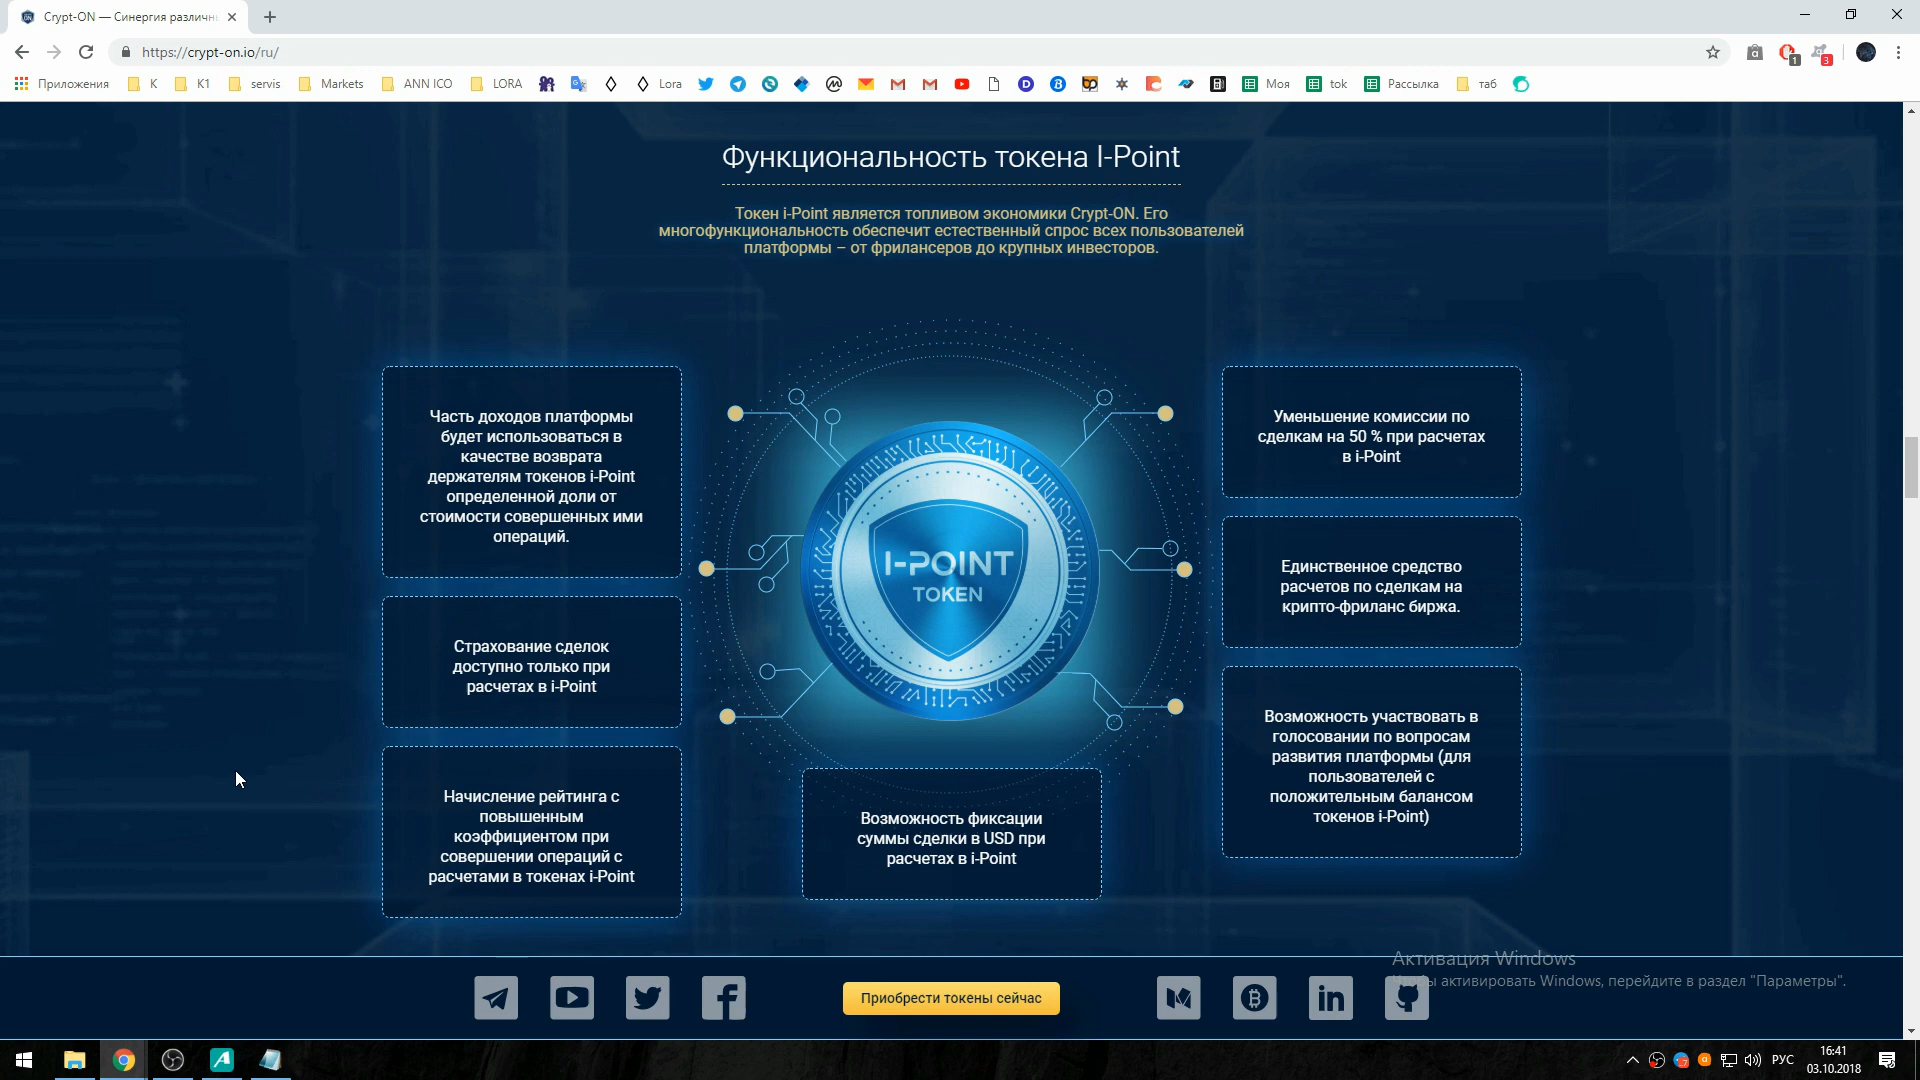 Crypt-ON — Синергия различн
https://crypt-on.io/ru/
Приложения
K
K1
servis
Markets
ANN ICO
LORA
Lora
Моя
tok
Рассылка
таб
1
3
Функциональность токена I-Point
Токен i-Point является топливом экономики Crypt-ON. Его
многофункциональность обеспечит естественный спрос всех пользователей
платформы – от фрилансеров до крупных инвесторов.
Часть доходов платформы
будет использоваться в
качестве возврата
держателям токенов i-Point
определенной доли от
стоимости совершенных ими
операций.
Страхование сделок
доступно только при
расчетах в i-Point
Начисление рейтинга с
повышенным
коэффициентом при
совершении операций с
расчетами в токенах i-Point
I-POINT
TOKEN
Возможность фиксации
суммы сделки в USD при
расчетах в i-Point
Уменьшение комиссии по
сделкам на 50 % при расчетах
в i-Point
Единственное средство
расчетов по сделкам на
крипто-фриланс биржа.
Возможность участвовать в
голосовании по вопросам
развития платформы (для
пользователей с
положительным балансом
токенов i-Point)
Приобрести токены сейчас
Активация Windows
активировать Windows, перейдите в раздел "Параметры".
РУС
16:41
03.10.2018